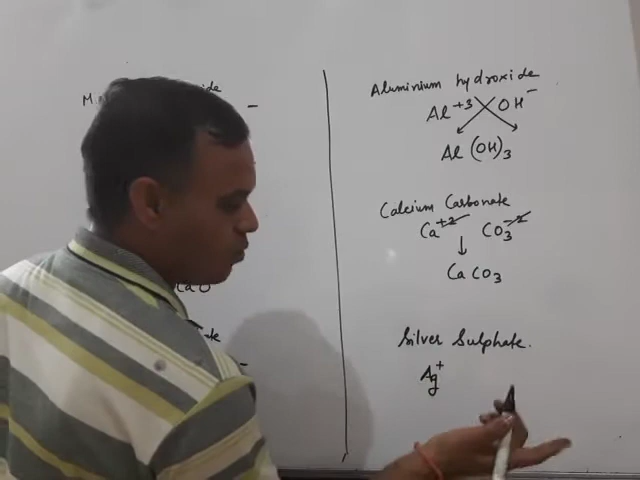 Aluminium hydroxide
Al+3 OH-
Al(OH)3
Calcium Carbonate
Ca+2 CO3-2
CaCO3
Silver Sulphate.
Ag+